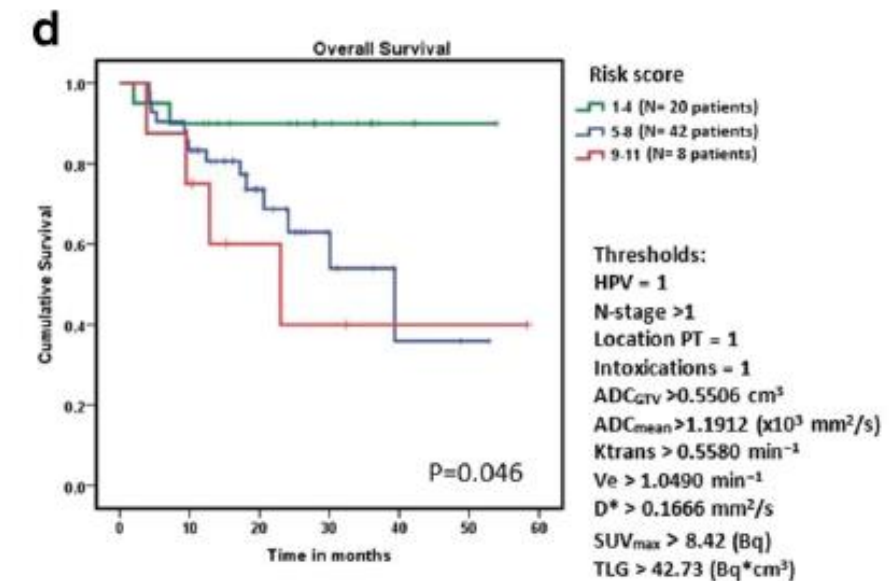 d
Overall Survival
Cumulative Survival
1.0
0.8
0.6
0.4
0.2
0.0
P=0.046
0 10 20 30 40 50 60
Time in months
Risk score
1-4 (N= 20 patients)
5-8 (N= 42 patients)
9-11 (N= 8 patients)
Thresholds:
HPV = 1
N-stage >1
Location PT = 1
Intoxications = 1
ADCGTV >0.5506 cm³
ADCmean>1.1912 (x10³ mm²/s)
Ktrans > 0.5580 min⁻¹
Ve > 1.0490 min⁻¹
D* > 0.1666 mm²/s
SUVmax > 8.42 (Bq)
TLG > 42.73 (Bq*cm³)